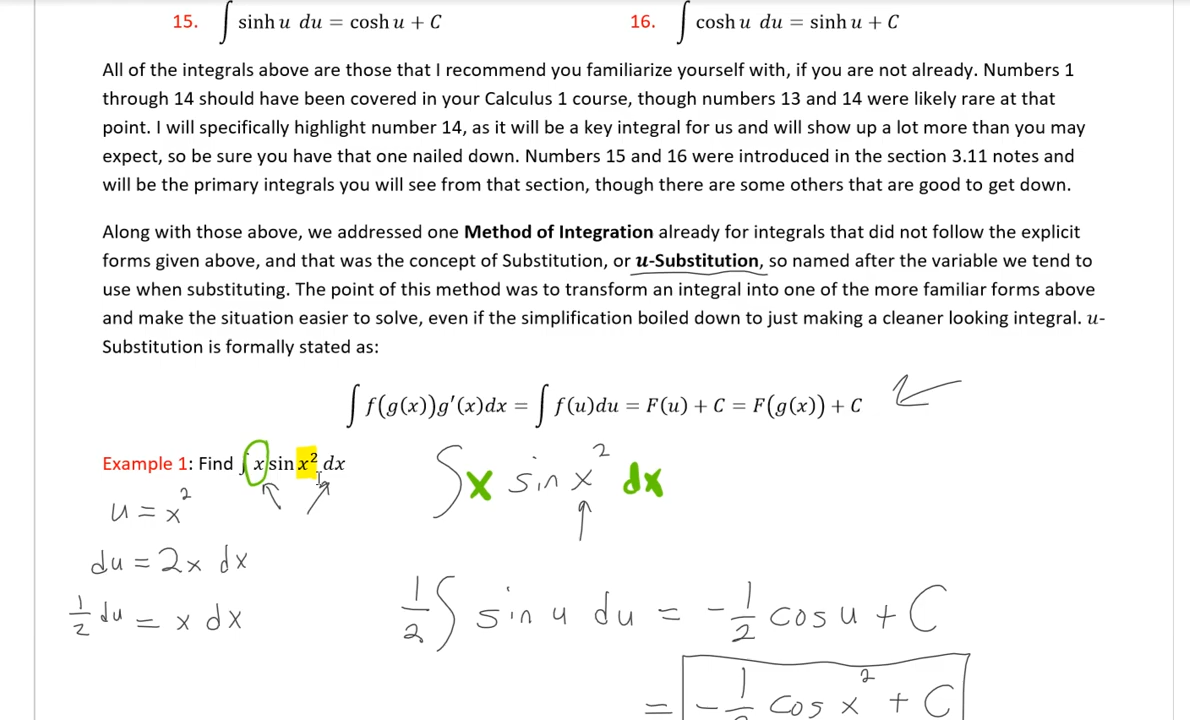 15. ∫ sinh u du = cosh u + C 16. ∫ cosh u du = sinh u + C
All of the integrals above are those that I recommend you familiarize yourself with, if you are not already. Numbers 1
through 14 should have been covered in your Calculus 1 course, though numbers 13 and 14 were likely rare at that
point. I will specifically highlight number 14, as it will be a key integral for us and will show up a lot more than you may
expect, so be sure you have that one nailed down. Numbers 15 and 16 were introduced in the section 3.11 notes and
will be the primary integrals you will see from that section, though there are some others that are good to get down.
Along with those above, we addressed one Method of Integration already for integrals that did not follow the explicit
forms given above, and that was the concept of Substitution, or u-Substitution, so named after the variable we tend to
use when substituting. The point of this method was to transform an integral into one of the more familiar forms above
and make the situation easier to solve, even if the simplification boiled down to just making a cleaner looking integral. u-
Substitution is formally stated as:
∫ f(g(x))g′(x)dx = ∫ f(u)du = F(u) + C = F(g(x)) + C
Example 1: Find ∫ x sin x² dx
∫ x sin x² dx
u = x²
du = 2x dx
½ du = x dx
½ ∫ sin u du = -½ cos u + C
= -½ cos x² + C